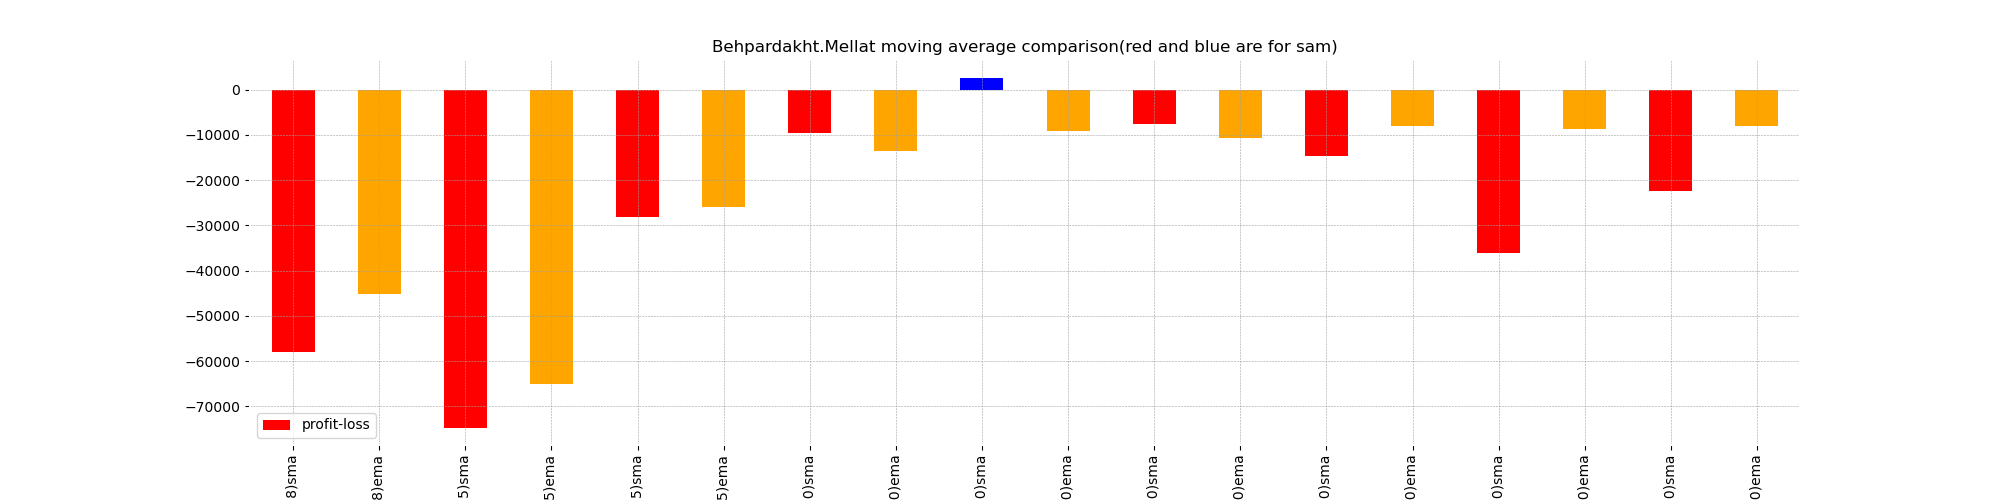 Behpardakht.Mellat moving average comparison(red and blue are for sam)
0
−10000
−20000
−30000
−40000
−50000
−60000
−70000
profit-loss
8)sma
8)ema
5)sma
5)ema
5)sma
5)ema
0)sma
0)ema
0)sma
0)ema
0)sma
0)ema
0)sma
0)ema
0)sma
0)ema
0)sma
0)ema